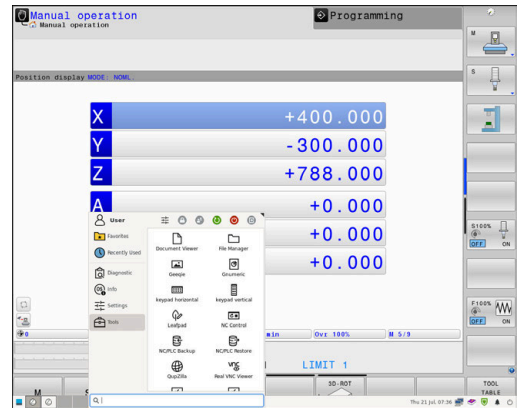 Manual operation
Manual operation
Programming
Position display MODE: NOML
X +400.000
Y -300.000
Z +788.000
A +0.000
+0.000
+0.000
User
Favorites
Recently Used
Diagnostic
Info
Settings
Tools
Document Viewer
File Manager
Geeqie
Gnumeric
keypad horizontal
keypad vertical
Leafpad
NC Control
NC/PLC Backup
NC/PLC Restore
QupZilla
Real VNC Viewer
min
Ovr 100%
M 5/9
LIMIT 1
M
S
3D-ROT
TOOL
TABLE
M
S
S100%
OFF
ON
F100%
OFF
ON
Thu 21 Jul 07:36